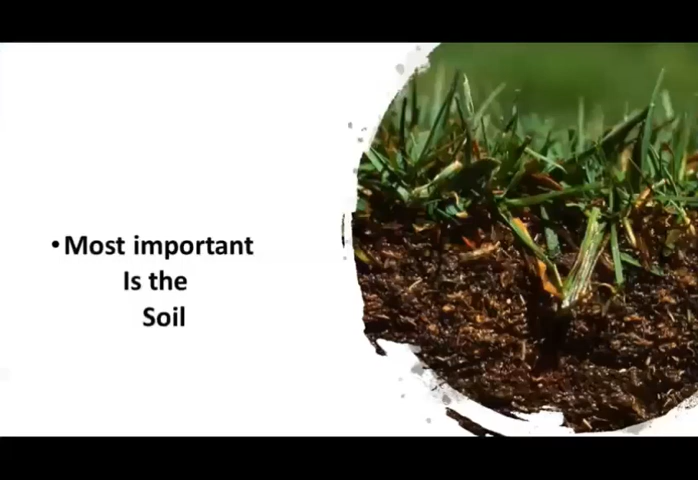 •Most important
Is the
Soil